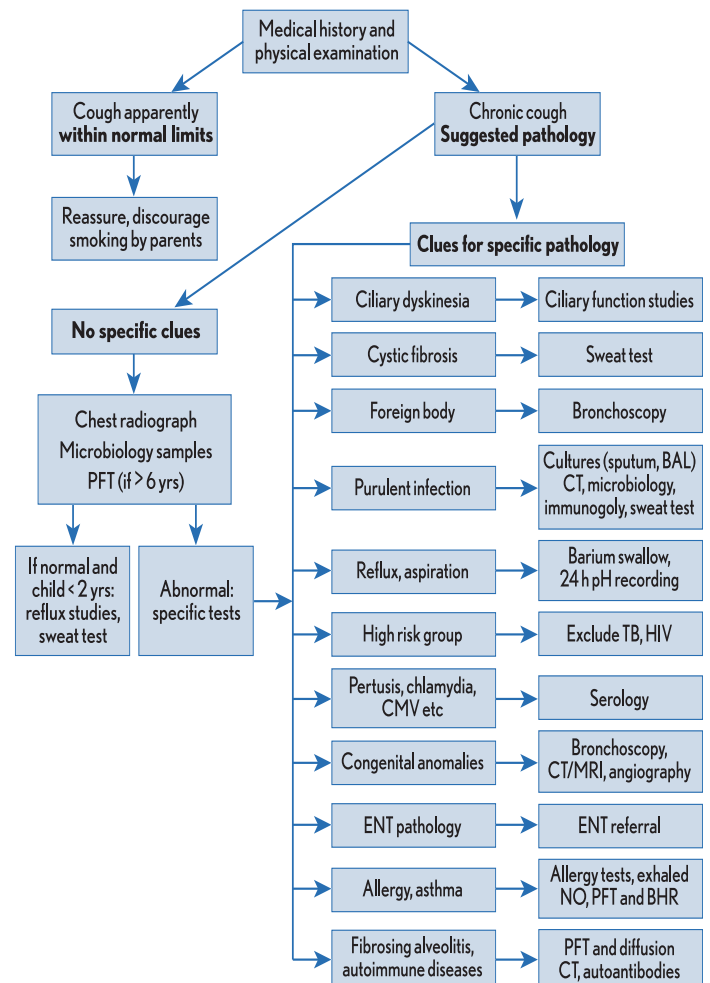 Medical history and
physical examination
Cough apparently
within normal limits
Chronic cough
Suggested pathology
Reassure, discourage
smoking by parents
Clues for specific pathology
No specific clues
Chest radiograph
Microbiology samples
PFT (if > 6 yrs)
If normal and
child < 2 yrs:
reflux studies,
sweat test
Abnormal:
specific tests
Ciliary dyskinesia
Ciliary function studies
Cystic fibrosis
Sweat test
Foreign body
Bronchoscopy
Purulent infection
Cultures (sputum, BAL)
CT, microbiology,
immunogoly, sweat test
Reflux, aspiration
Barium swallow,
24 h pH recording
High risk group
Exclude TB, HIV
Pertusis, chlamydia,
CMV etc
Serology
Congenital anomalies
Bronchoscopy,
CT/MRI, angiography
ENT pathology
ENT referral
Allergy, asthma
Allergy tests, exhaled
NO, PFT and BHR
Fibrosing alveolitis,
autoimmune diseases
PFT and diffusion
CT, autoantibodies